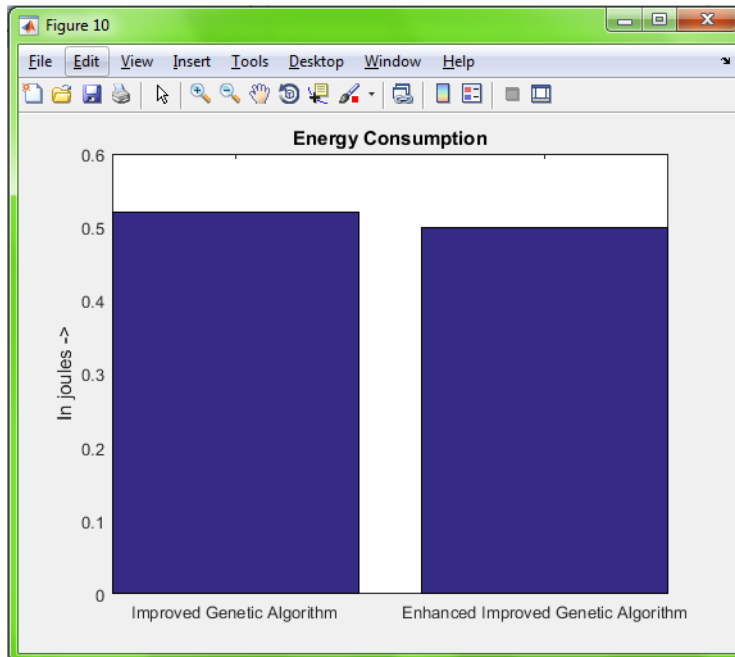 Figure 10
File Edit View Insert Tools Desktop Window Help
Energy Consumption
0.6
0.5
0.4
0.3
0.2
0.1
0
In joules ->
Improved Genetic Algorithm Enhanced Improved Genetic Algorithm